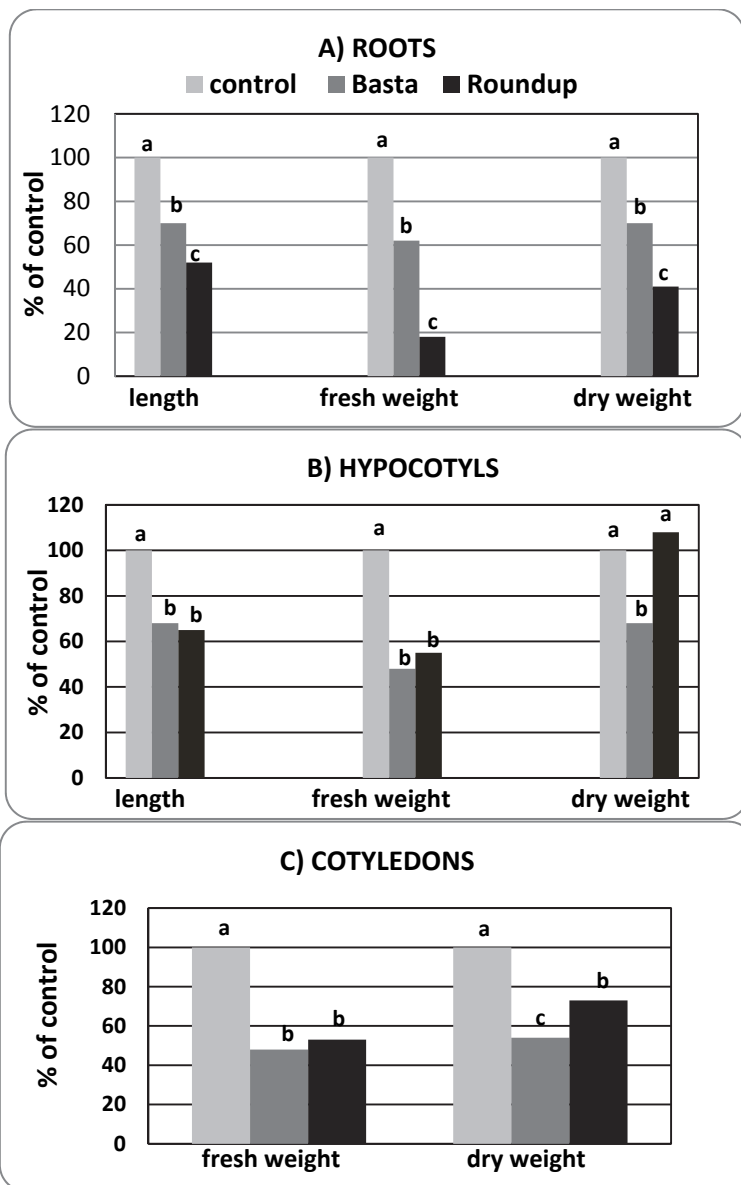 A) ROOTS
control Basta Roundup
120
100
80
60
40
20
0
% of control
a
b
c
a
b
c
a
b
c
length fresh weight dry weight
B) HYPOCOTYLS
120
100
80
60
40
20
0
% of control
a
b
b
a
b
b
a
b
a
length fresh weight dry weight
C) COTYLEDONS
120
100
80
60
40
20
0
% of control
a
b
b
a
c
b
fresh weight dry weight